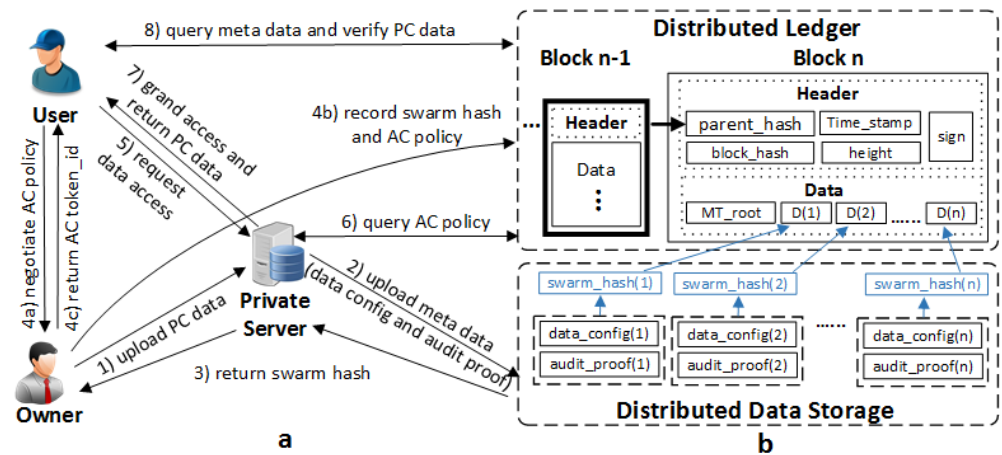 8) query meta data and verify PC data
User
7) grand access and
return PC data
5) request
data access
4a) negotiate AC policy
4c) return AC token_id
4b) record swarm hash
and AC policy
6) query AC policy
Private
Server
2) upload meta data
(data config and audit proof)
1) upload PC data
3) return swarm hash
Owner
a
Distributed Ledger
Block n-1
Block n
...
Header
Data
⋮
Header
parent_hash
Time_stamp
sign
block_hash
height
Data
MT_root
D(1)
D(2)
......
D(n)
swarm_hash(1)
swarm_hash(2)
swarm_hash(n)
data_config(1)
data_config(2)
......
data_config(n)
audit_proof(1)
audit_proof(2)
audit_proof(n)
Distributed Data Storage
b